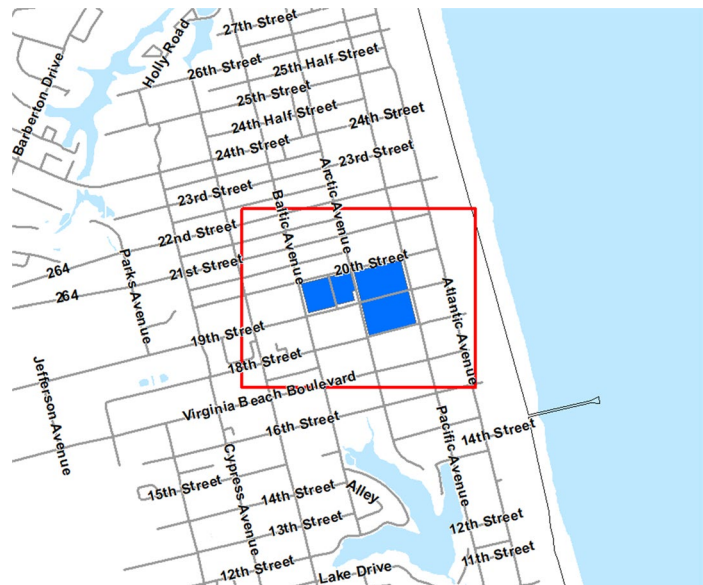 27th Street
Holly Road
26th Street
25th Half Street
Barberton Drive
25th Street
24th Half Street
24th Street
24th Street
23rd Street
Arctic Avenue
23rd Street
Baltic Avenue
22nd Street
Parks Avenue
264
21st Street
20th Street
264
Atlantic Avenue
19th Street
18th Street
Jefferson Avenue
Virginia Beach Boulevard
16th Street
Pacific Avenue
14th Street
Cypress Avenue
15th Street
14th Street
Alley
13th Street
12th Street
12th Street
11th Street
Lake Drive